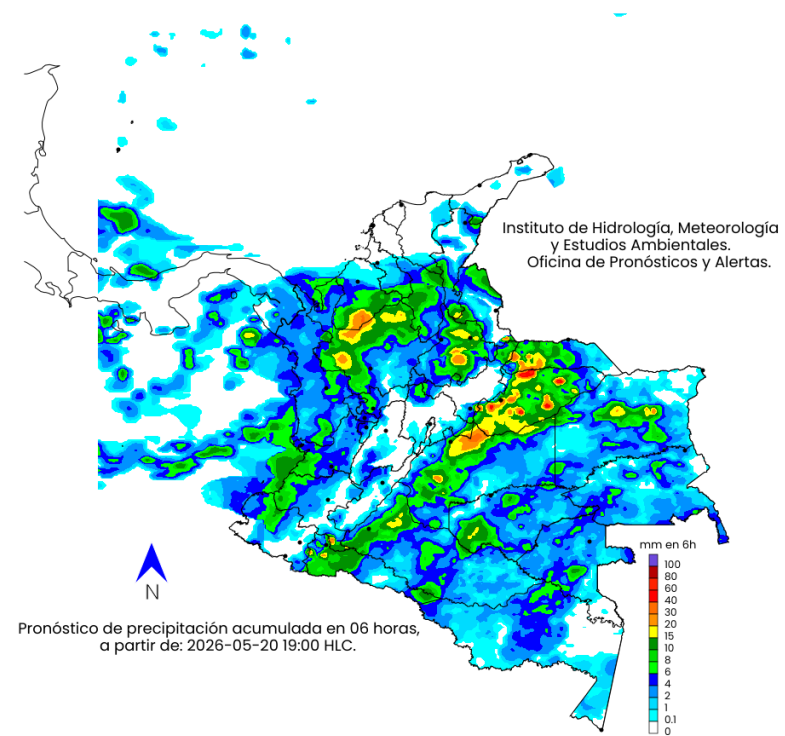 Instituto de Hidrología, Meteorología
y Estudios Ambientales.
Oficina de Pronósticos y Alertas.
mm en 6h
100
80
60
40
30
20
15
10
8
6
4
2
1
0.1
0
N
Pronóstico de precipitación acumulada en 06 horas,
a partir de: 2026-05-20 19:00 HLC.